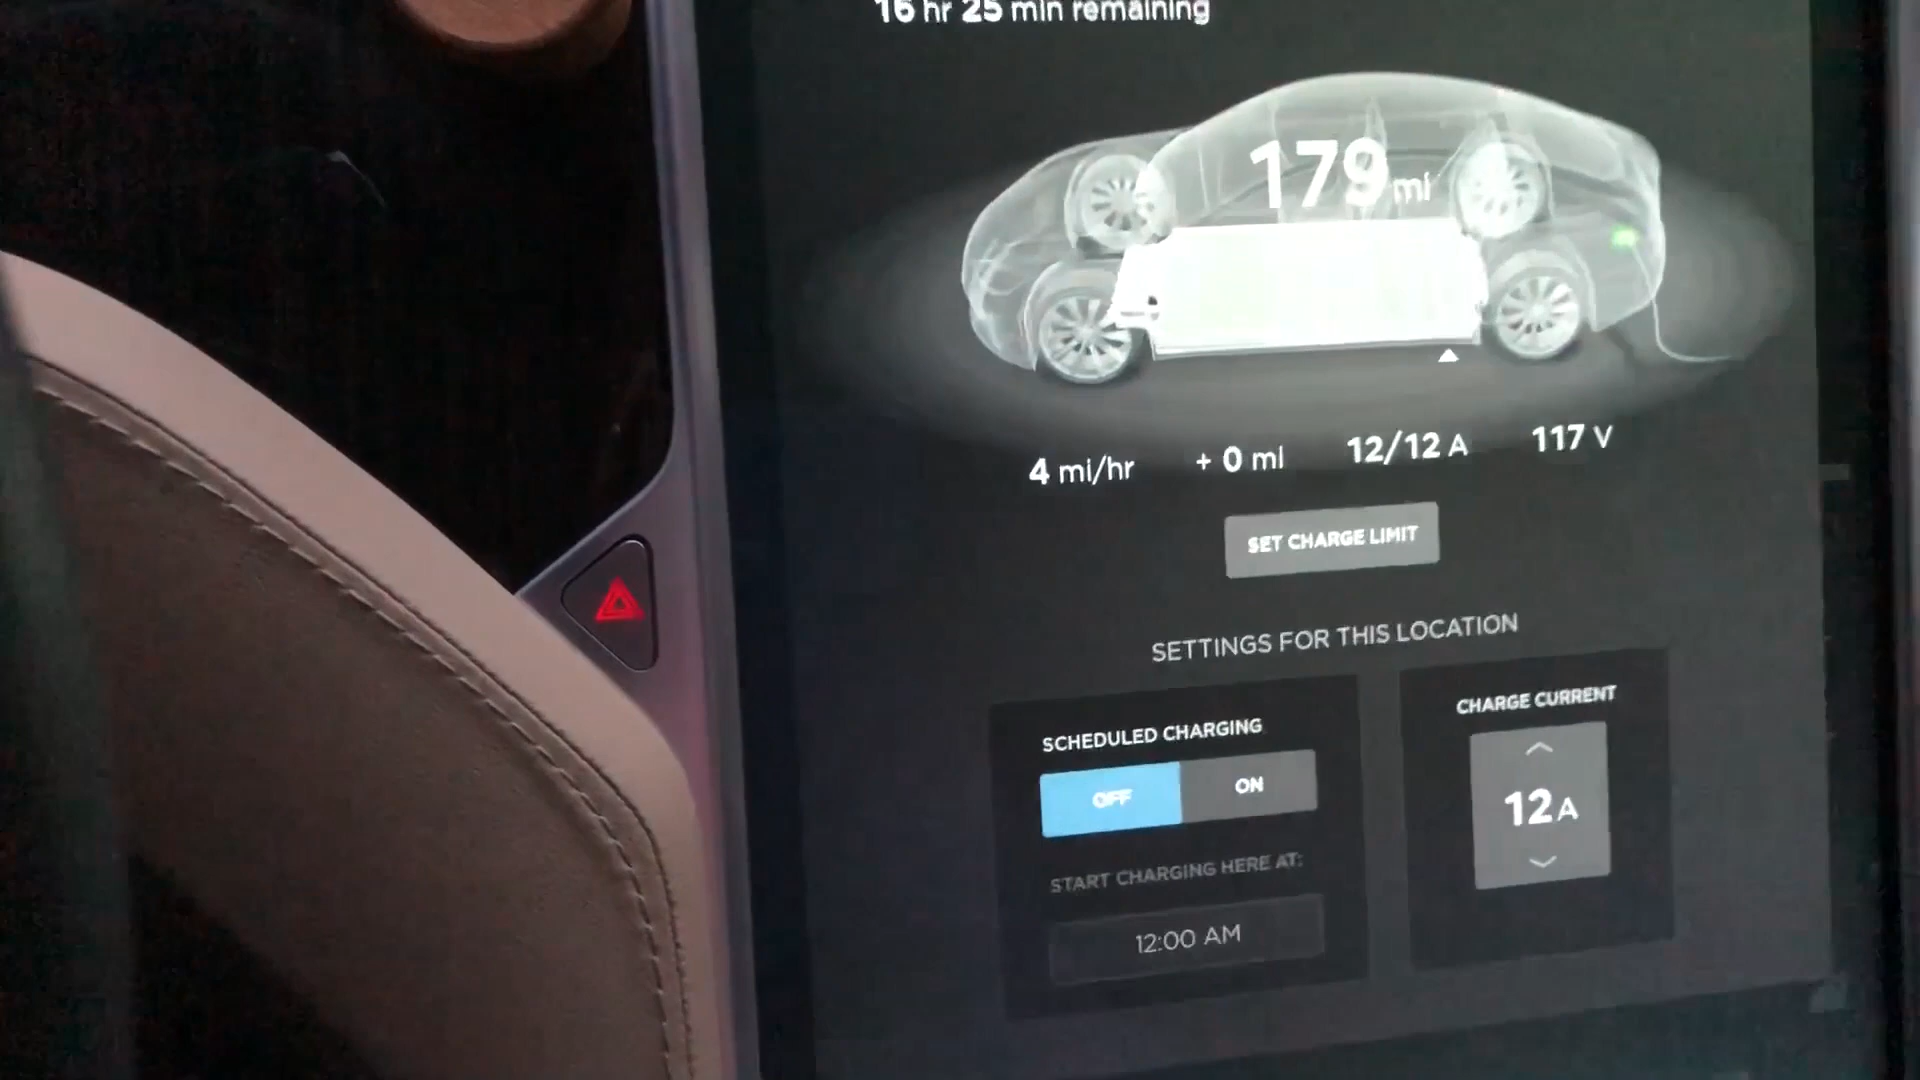 16 hr 25 min remaining
179 mi
4 mi/hr + 0 mi 12/12 A 117 V
SET CHARGE LIMIT
SETTINGS FOR THIS LOCATION
SCHEDULED CHARGING
OFF ON
START CHARGING HERE AT:
12:00 AM
CHARGE CURRENT
12 A